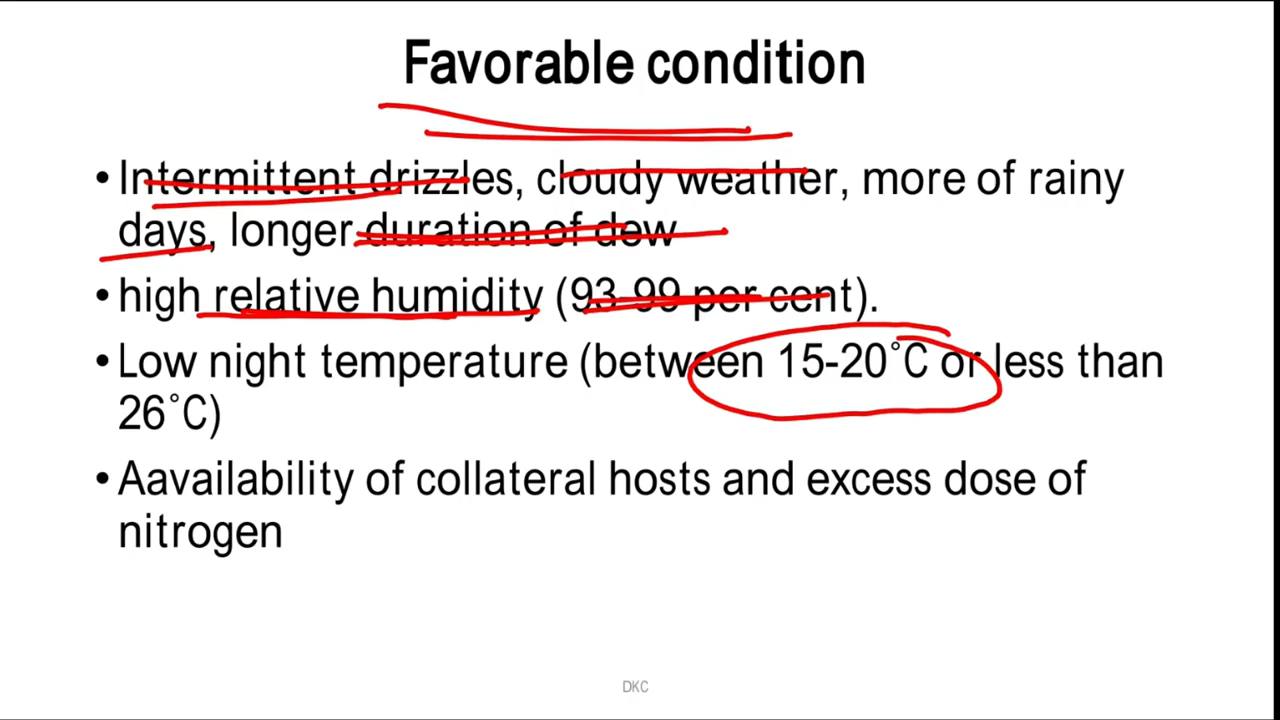 Favorable condition
• Intermittent drizzles, cloudy weather, more of rainy
days, longer duration of dew
• high relative humidity (93-99 per cent).
• Low night temperature (between 15-20˚C or less than
26˚C)
• Aavailability of collateral hosts and excess dose of
nitrogen
DKC